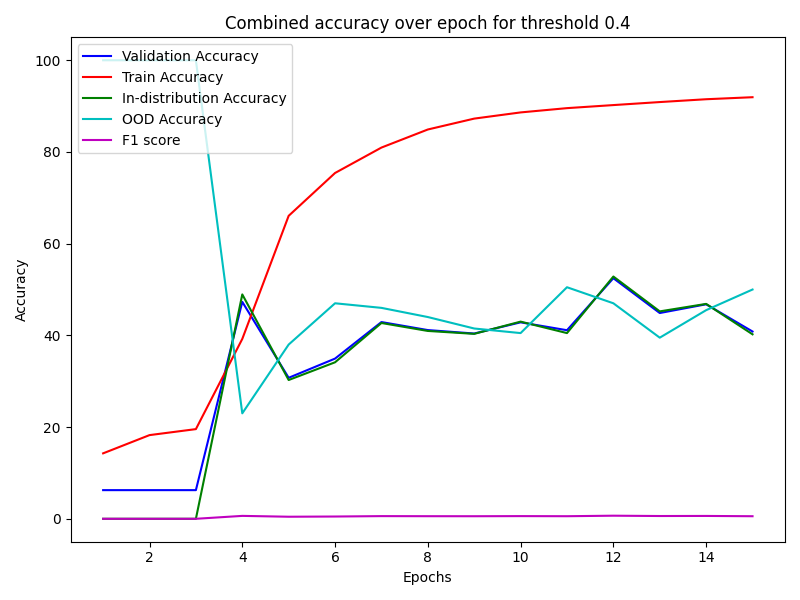 Combined accuracy over epoch for threshold 0.4
100
80
60
40
20
0
Accuracy
Validation Accuracy
Train Accuracy
In-distribution Accuracy
OOD Accuracy
F1 score
2 4 6 8 10 12 14
Epochs